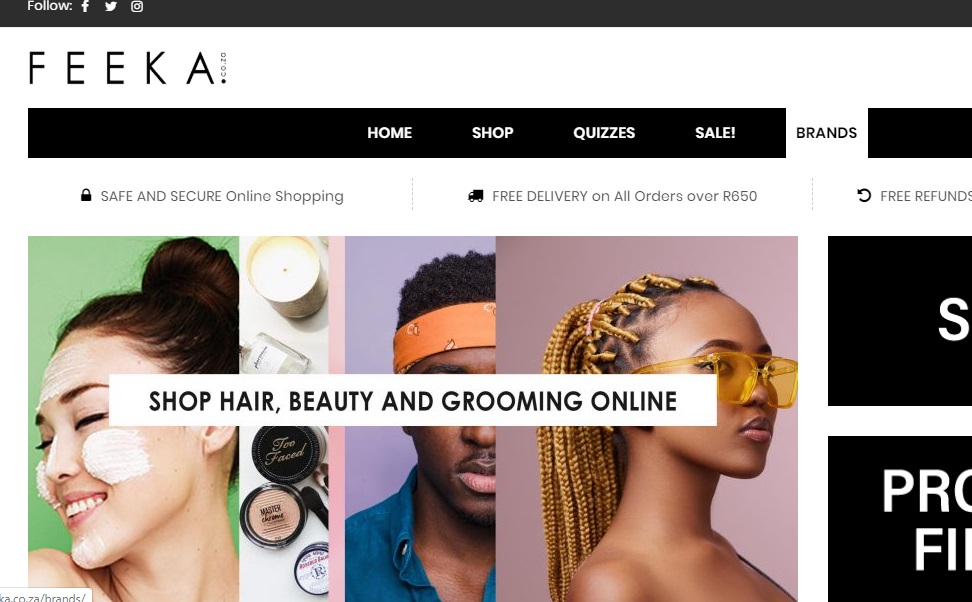 Follow:
FEEKA.
co.za
HOME SHOP QUIZZES SALE! BRANDS
SAFE AND SECURE Online Shopping
FREE DELIVERY on All Orders over R650
FREE REFUNDS
SHOP HAIR, BEAUTY AND GROOMING ONLINE
Too
Faced
MASTER
chrome
ROSEBUD
S
PRO
ka.co.za/brands/